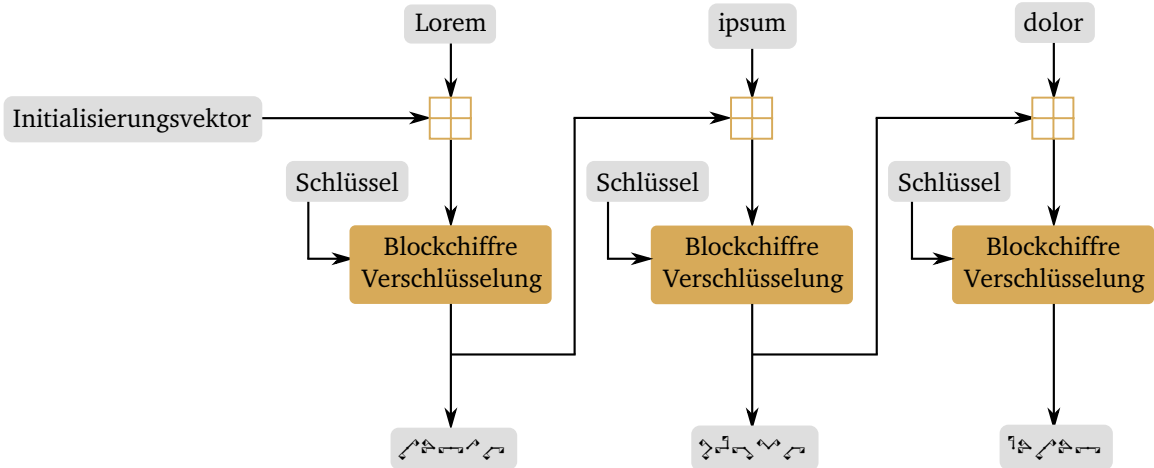 Lorem
ipsum
dolor
Initialisierungsvektor
Schlüssel
Schlüssel
Schlüssel
Blockchiffre
Verschlüsselung
Blockchiffre
Verschlüsselung
Blockchiffre
Verschlüsselung